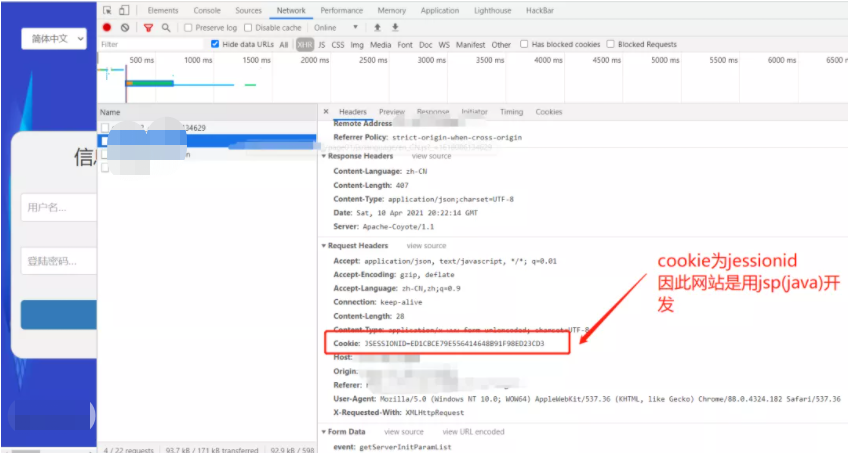 Elements Console Sources Network Performance Memory Application Lighthouse HackBar
Preserve log Disable cache Online
Filter Hide data URLs All XHR JS CSS Img Media Font Doc WS Manifest Other Has blocked cookies Blocked Requests
500 ms 1000 ms 1500 ms 2000 ms 2500 ms 3000 ms 3500 ms 4000 ms 4500 ms 5000 ms 5500 ms 6000 ms 6500 m
简体中文
Name
34629
信息
用户名...
登陆密码...
4 / 22 requests 93.7 kB / 171 kB transferred 92.9 kB / 598
× Headers Preview Response Initiator Timing Cookies
Remote Address
Referrer Policy: strict-origin-when-cross-origin
Response Headers view source
Content-Language: zh-CN
Content-Length: 407
Content-Type: application/json;charset=UTF-8
Date: Sat, 10 Apr 2021 20:22:14 GMT
Server: Apache-Coyote/1.1
Request Headers view source
Accept: application/json, text/javascript, */*; q=0.01
Accept-Encoding: gzip, deflate
Accept-Language: zh-CN,zh;q=0.9
Connection: keep-alive
Content-Length: 28
Content-Type: application/x-www-form-urlencoded; charset=UTF-8
Cookie: JSESSIONID=ED1CBCE79E556414648B91F98ED23CD3
Host:
Origin:
Referer:
User-Agent: Mozilla/5.0 (Windows NT 10.0; WOW64) AppleWebKit/537.36 (KHTML, like Gecko) Chrome/88.0.4324.182 Safari/537.36
X-Requested-With: XMLHttpRequest
Form Data view source view URL encoded
event: getServerInitParamList
cookie为jessionid
因此网站是用jsp(java)开
发